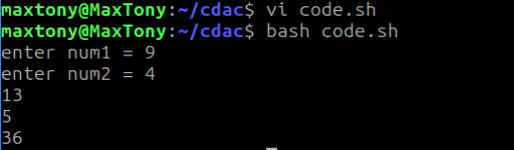 maxtony@MaxTony:~/cdac$ vi code.sh
maxtony@MaxTony:~/cdac$ bash code.sh
enter num1 = 9
enter num2 = 4
13
5
36